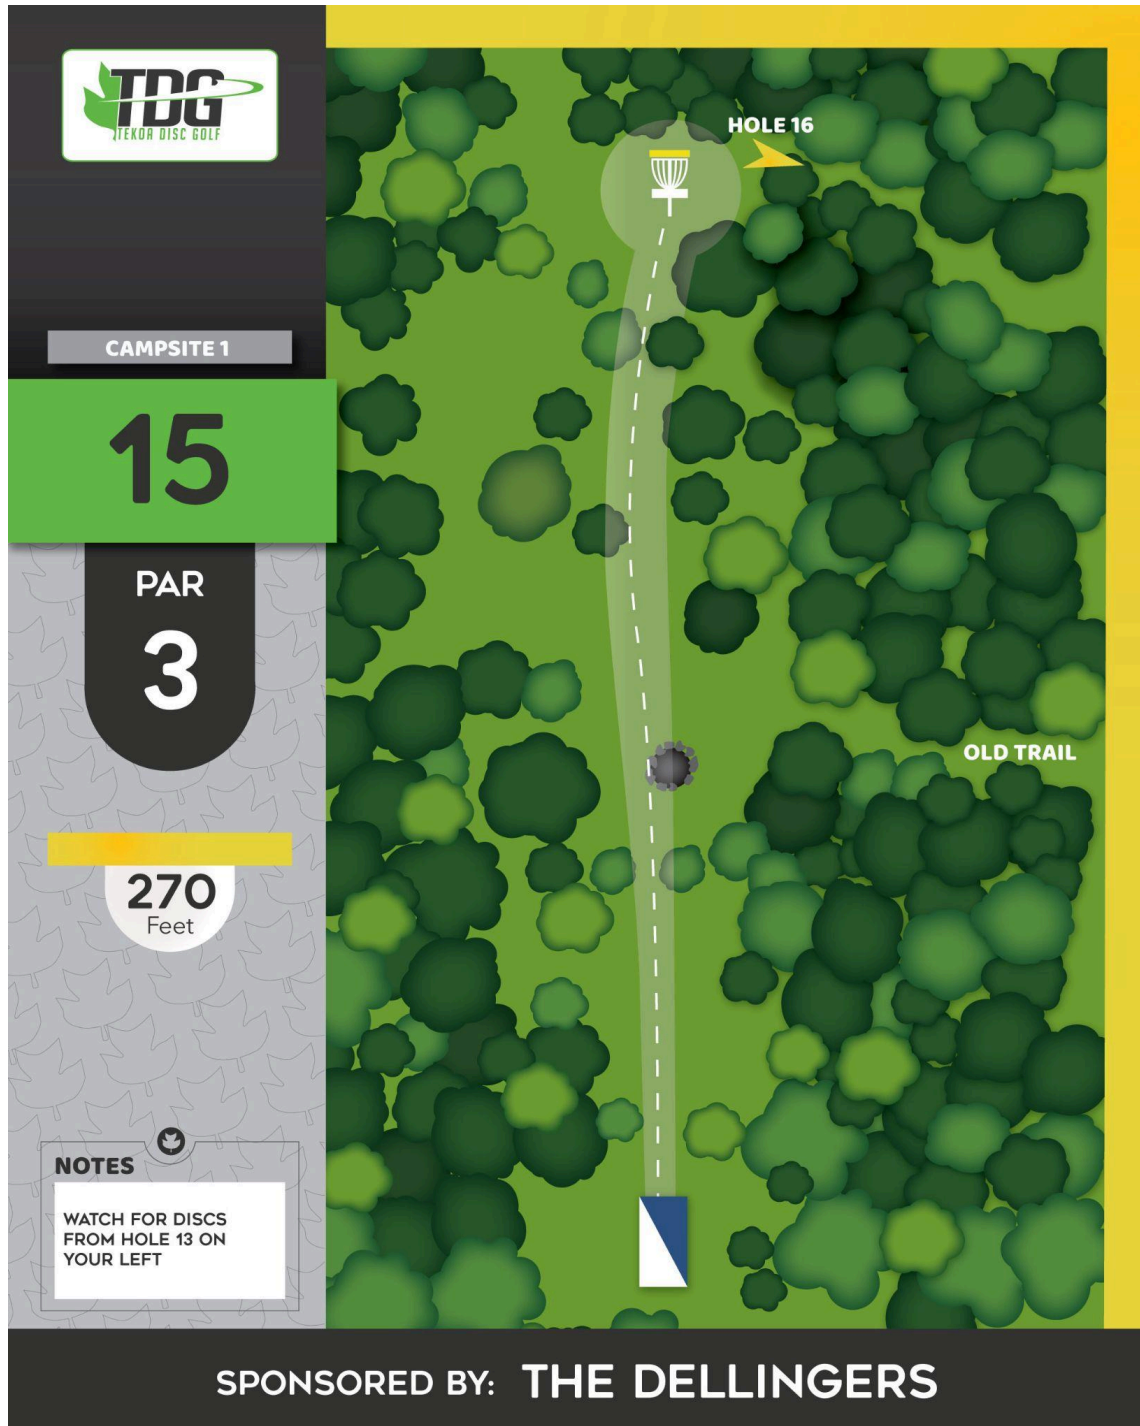 TDG
TEKOA DISC GOLF
CAMPSITE 1
15
PAR
3
270
Feet
NOTES
WATCH FOR DISCS
FROM HOLE 13 ON
YOUR LEFT
HOLE 16
OLD TRAIL
SPONSORED BY: THE DELLINGERS